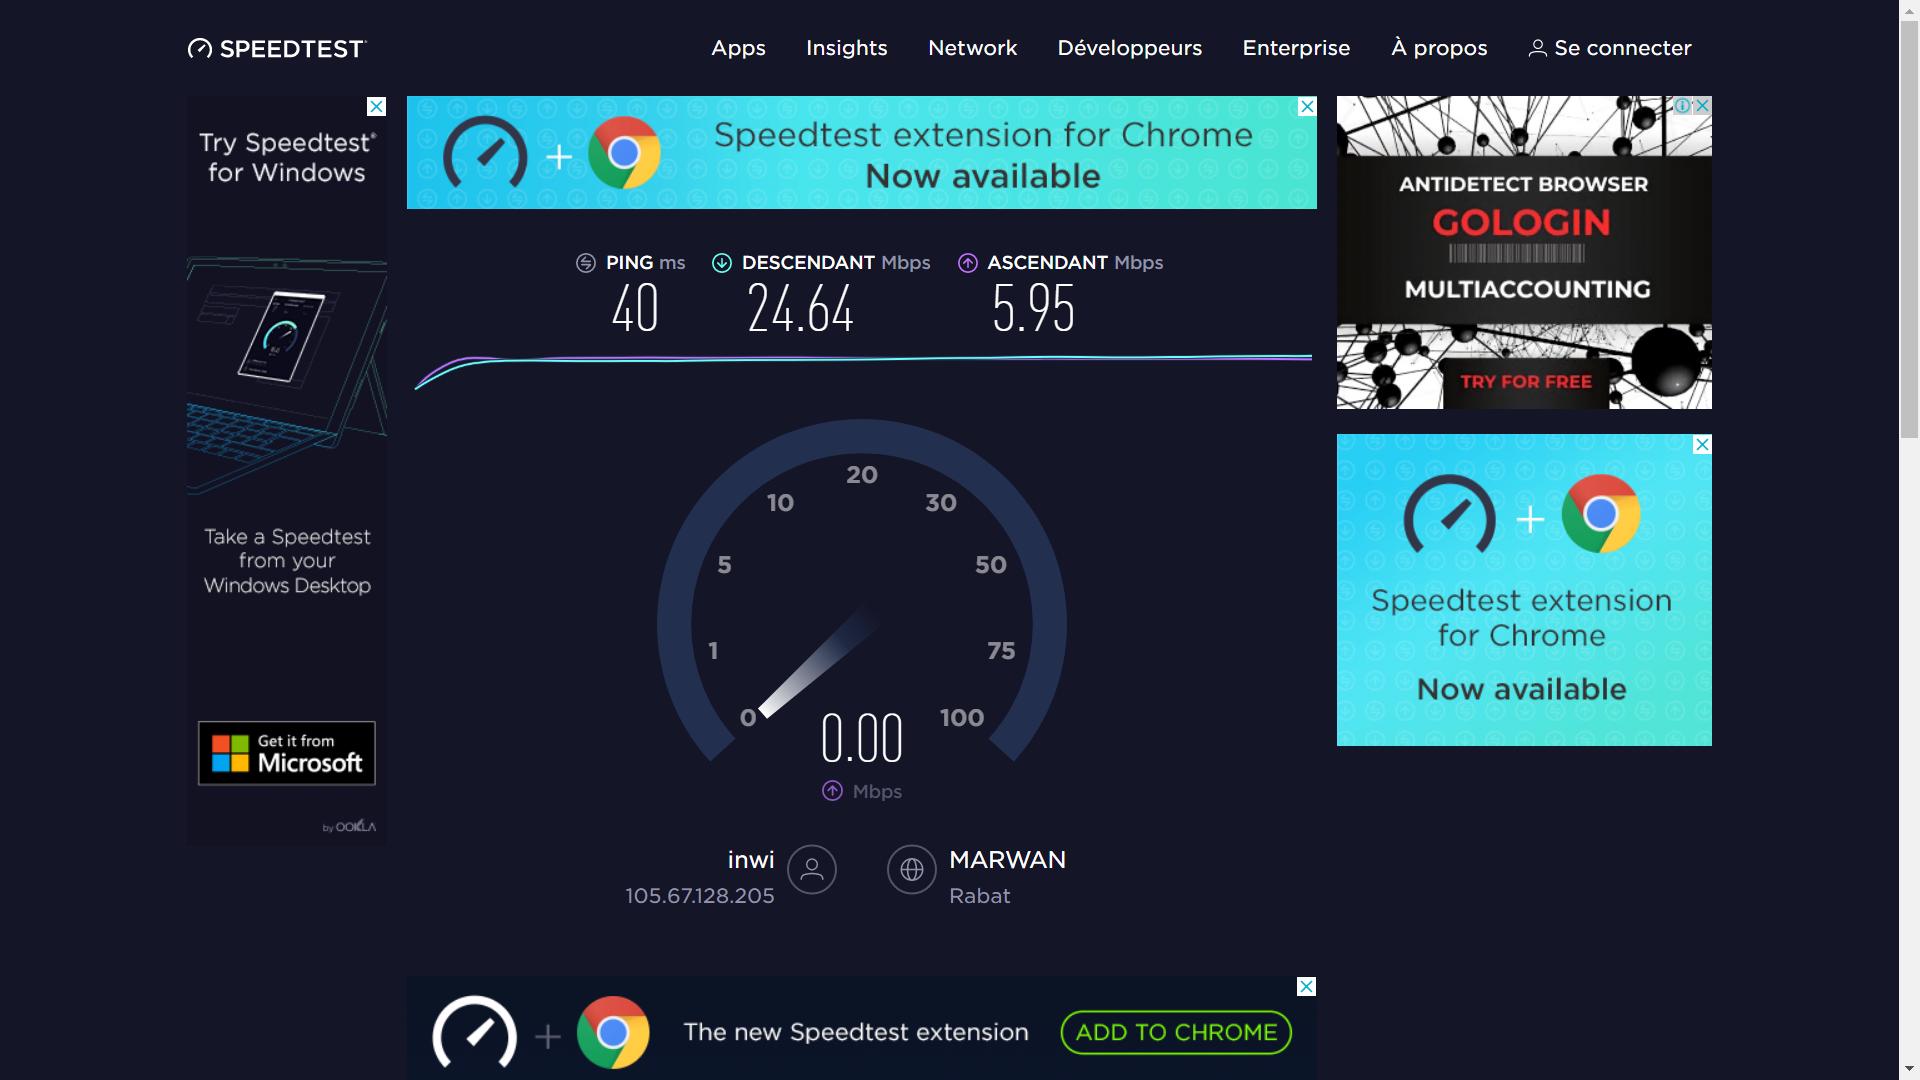 SPEEDTEST
Apps Insights Network Développeurs Enterprise À propos Se connecter
Try Speedtest®
for Windows
Take a Speedtest
from your
Windows Desktop
Get it from
Microsoft
by OOKLA
Speedtest extension for Chrome
Now available
PING ms DESCENDANT Mbps ASCENDANT Mbps
40 24.64 5.95
0
1
5
10
20
30
50
75
100
0.00
Mbps
inwi
105.67.128.205
MARWAN
Rabat
The new Speedtest extension ADD TO CHROME
ANTIDETECT BROWSER
GOLOGIN
MULTIACCOUNTING
TRY FOR FREE
Speedtest extension
for Chrome
Now available